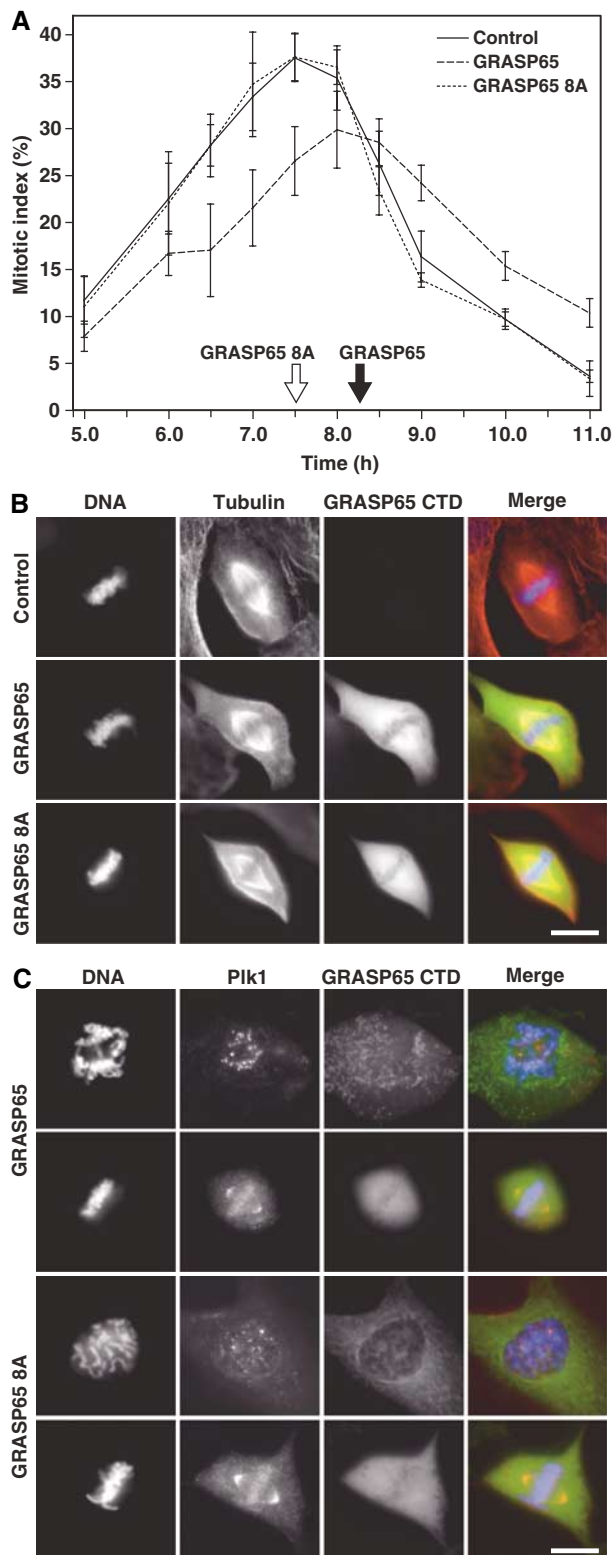 A
40
35
30
25
20
15
10
5
0
Mitotic index (%)
Control
GRASP65
GRASP65 8A
GRASP65 8A GRASP65
5.0 6.0 7.0 8.0 9.0 10.0 11.0
Time (h)
B
DNA Tubulin GRASP65 CTD Merge
Control
GRASP65
GRASP65 8A
C
DNA Plk1 GRASP65 CTD Merge
GRASP65
GRASP65 8A